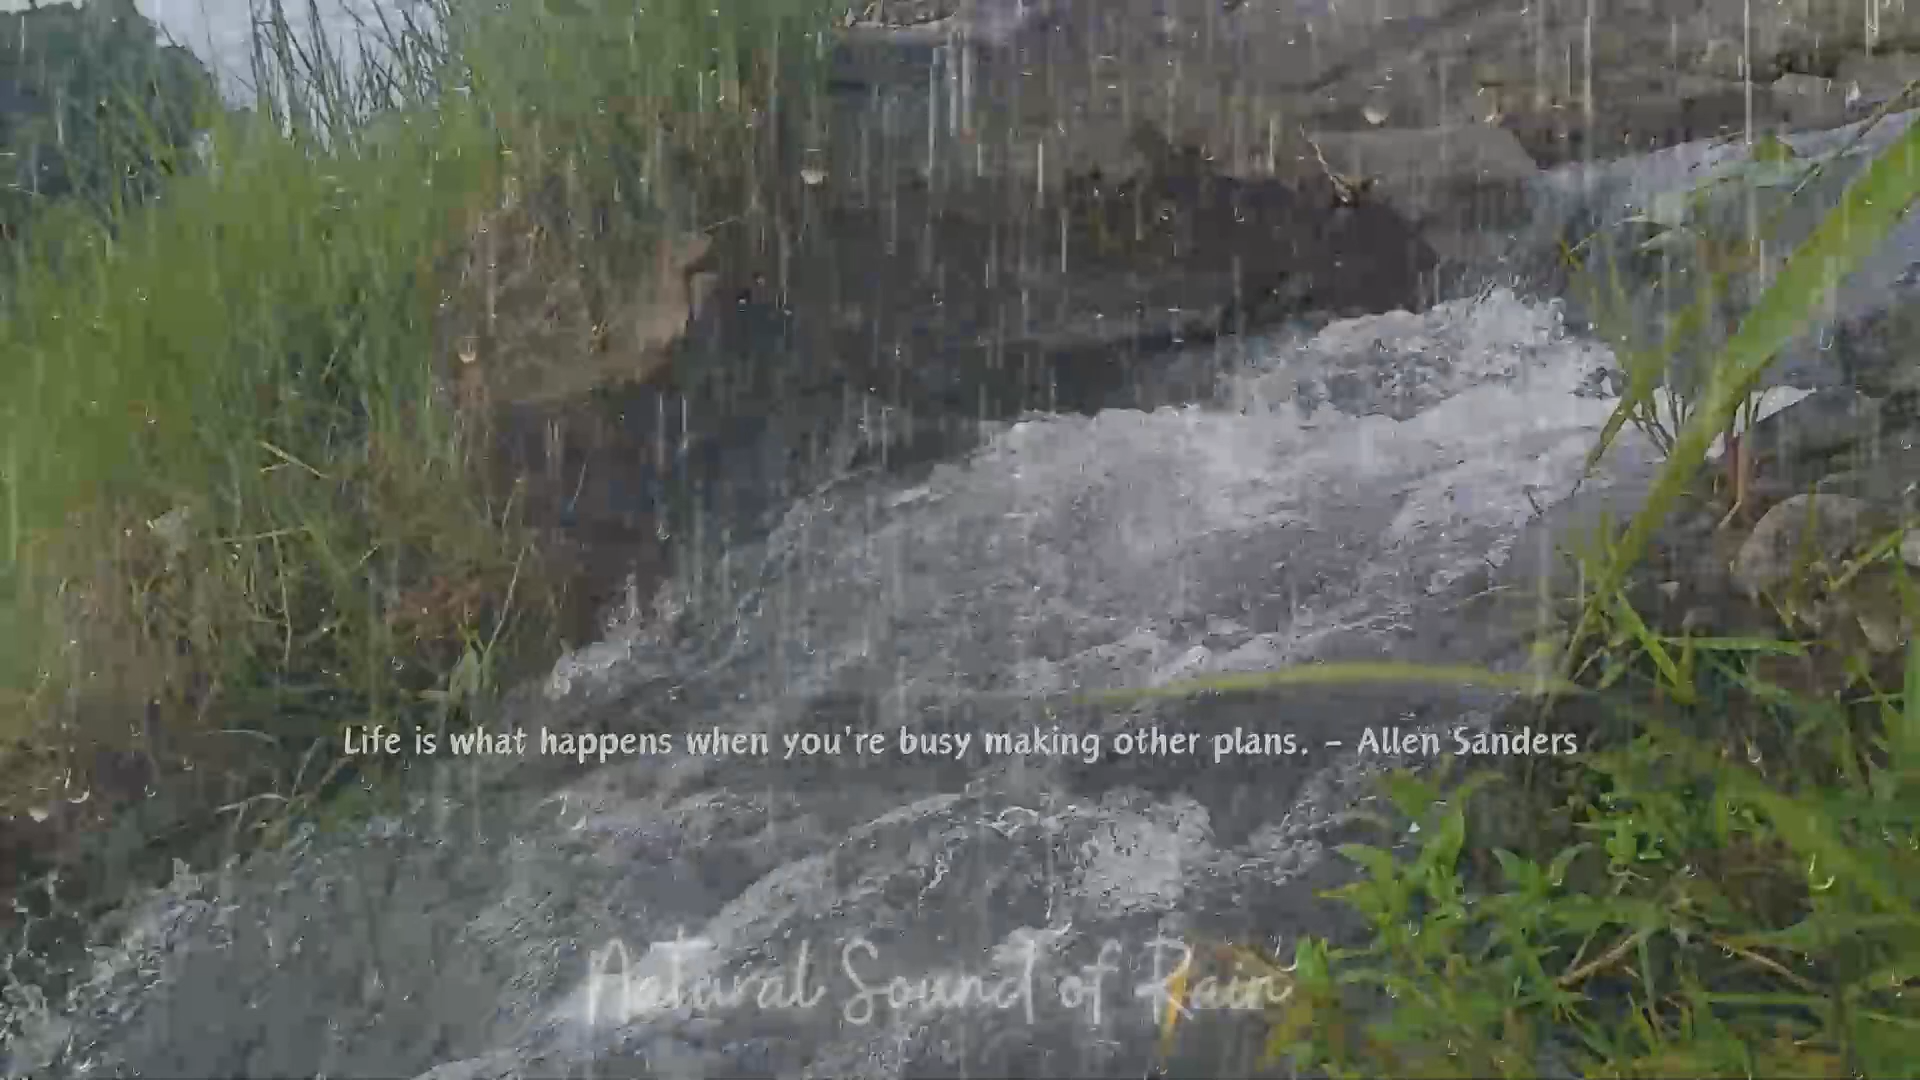 Life is what happens when you're busy making other plans. – Allen Sanders
Natural Sound of Rain